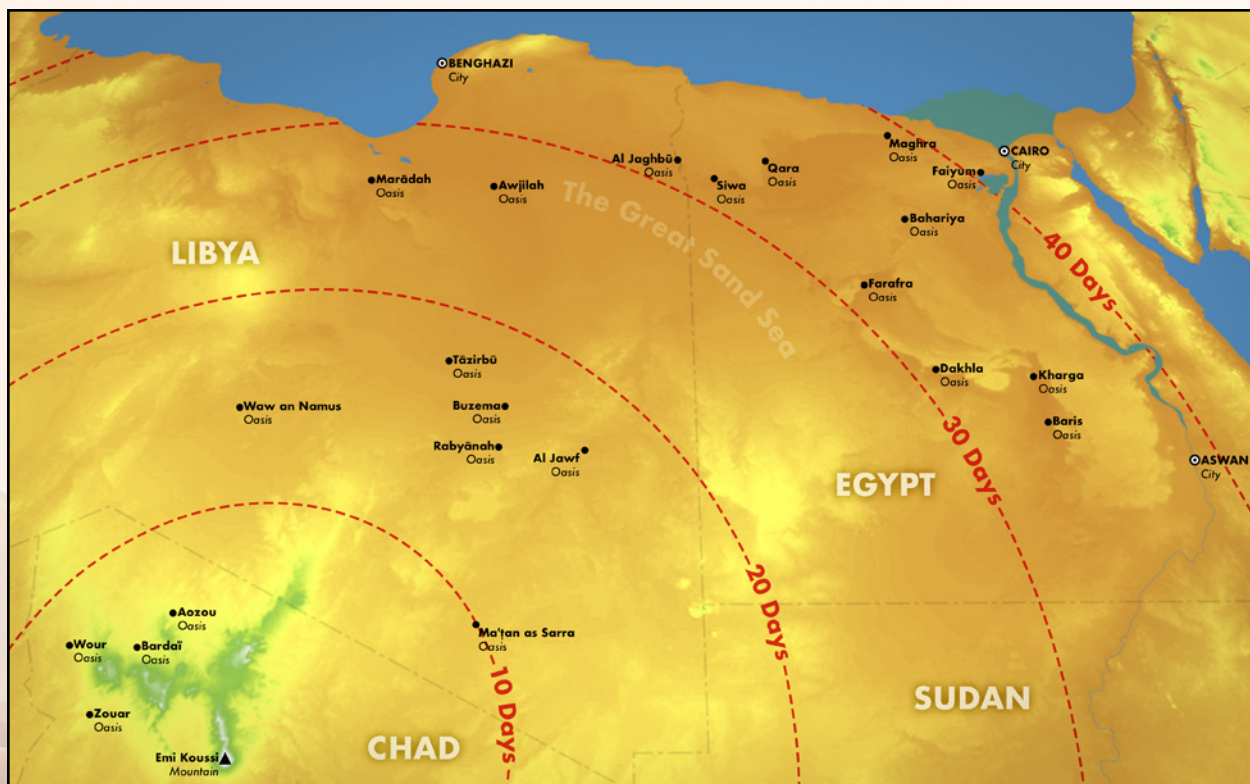 BENGHAZI
City
Al Jaghbū
Oasis
Siwa
Oasis
Qara
Oasis
Maghra
Oasis
CAIRO
City
Faiyum
Oasis
Marādah
Oasis
Awjilah
Oasis
The Great Sand Sea
Bahariya
Oasis
LIBYA
40 Days
Farafra
Oasis
Tāzirbū
Oasis
Dakhla
Oasis
Kharga
Oasis
Waw an Namus
Oasis
Buzema
Oasis
Baris
Oasis
Rabyānah
Oasis
Al Jawf
Oasis
30 Days
ASWAN
City
EGYPT
20 Days
Aozou
Oasis
Ma'tan as Sarra
Oasis
Wour
Oasis
Bardaï
Oasis
10 Days
SUDAN
Zouar
Oasis
CHAD
Emi Koussi
Mountain